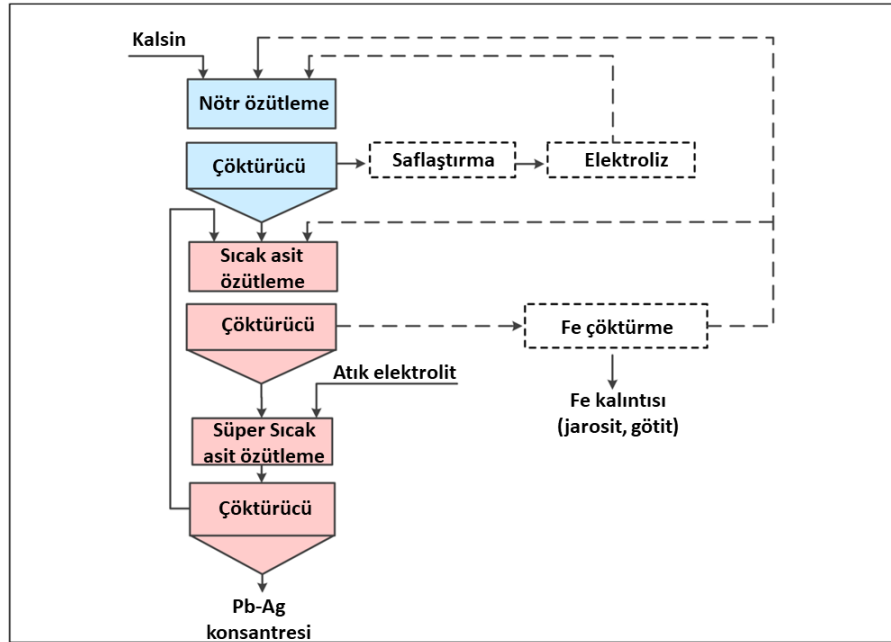 Kalsin
Nötr özütleme
Çöktürücü
Saflaştırma
Elektroliz
Sıcak asit
özütleme
Çöktürücü
Fe çöktürme
Atık elektrolit
Fe kalıntısı
(jarosit, götit)
Süper Sıcak
asit özütleme
Çöktürücü
Pb-Ag
konsantresi